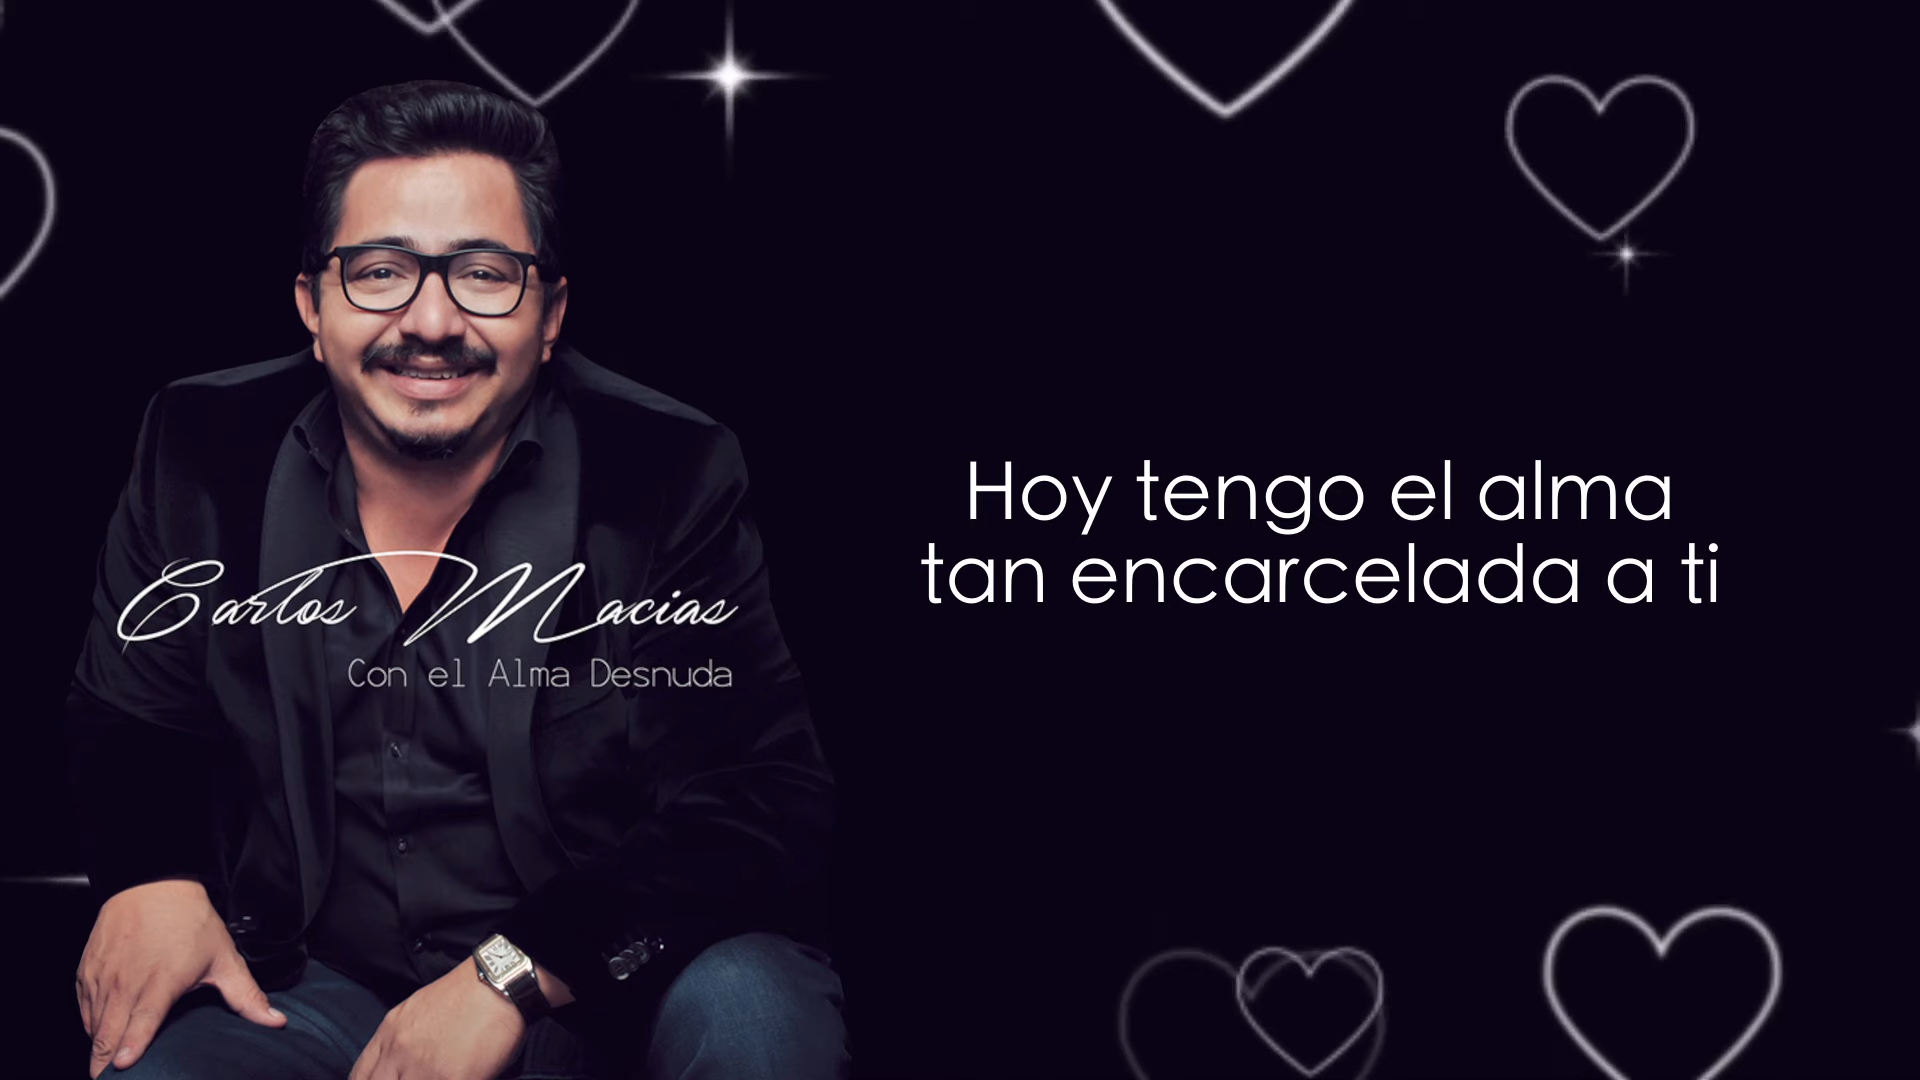 Carlos Macias
Con el Alma Desnuda
Hoy tengo el alma
tan encarcelada a ti